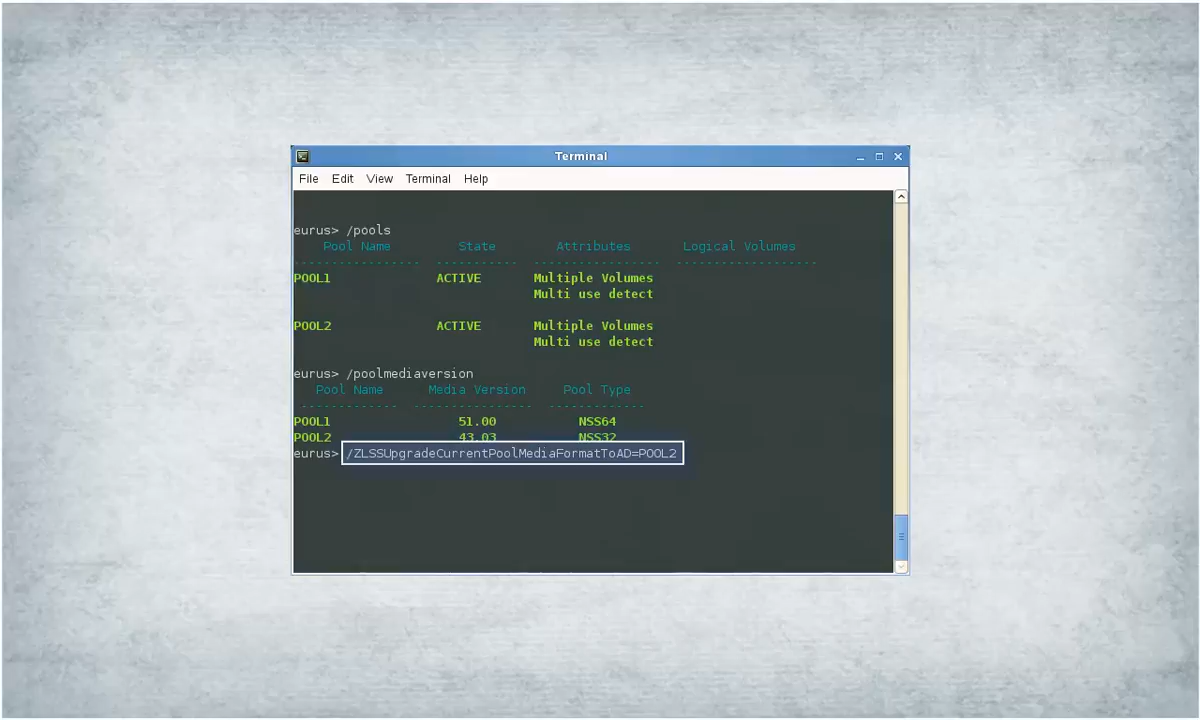 Terminal
File Edit View Terminal Help
eurus> /pools
Pool Name State Attributes Logical Volumes
POOL1 ACTIVE Multiple Volumes
Multi use detect
POOL2 ACTIVE Multiple Volumes
Multi use detect
eurus> /poolmediaversion
Pool Name Media Version Pool Type
POOL1 51.00 NSS64
POOL2 43.03 NSS32
eurus> /ZLSSUpgradeCurrentPoolMediaFormatToAD=POOL2